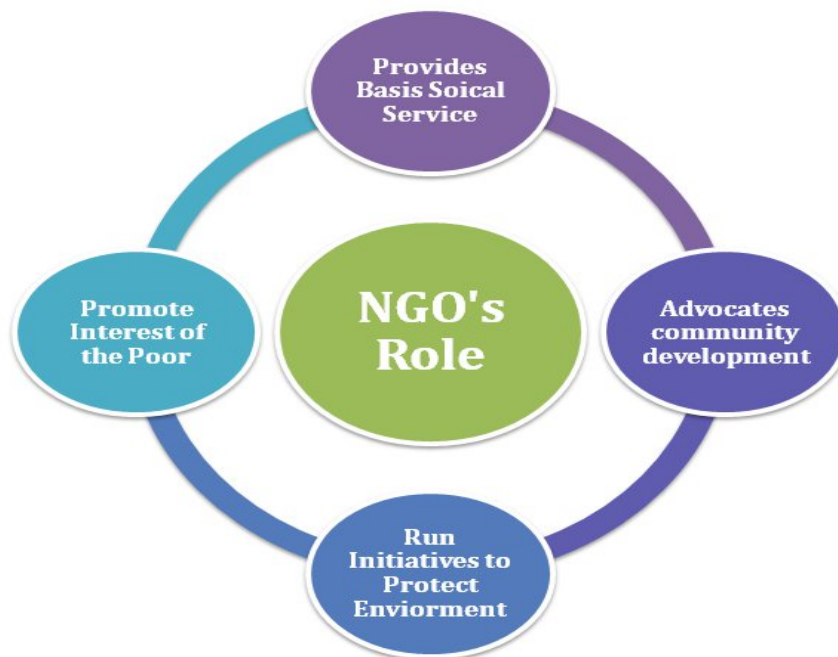 Provides
Basis Soical
Service
Promote
Interest of
the Poor
NGO's
Role
Advocates
community
development
Run
Initiatives to
Protect
Enviorment